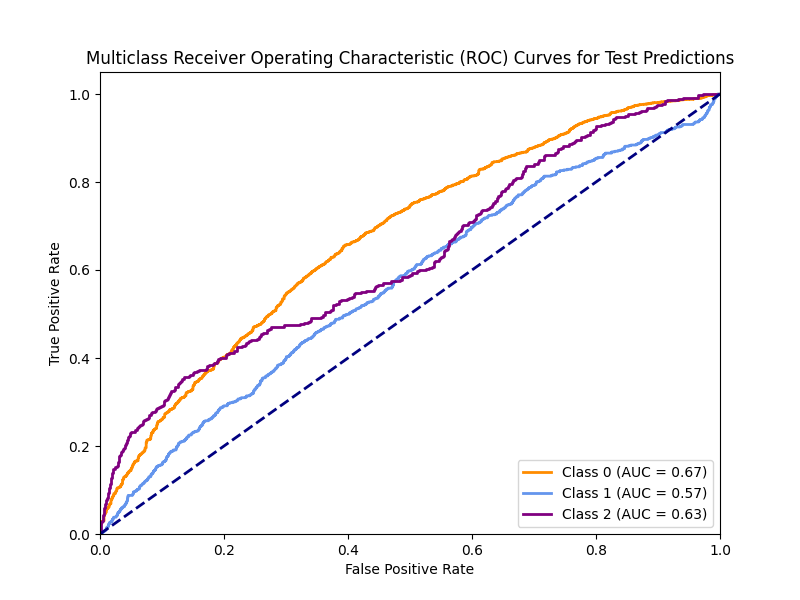 Multiclass Receiver Operating Characteristic (ROC) Curves for Test Predictions
1.0
0.8
0.6
0.4
0.2
0.0
True Positive Rate
Class 0 (AUC = 0.67)
Class 1 (AUC = 0.57)
Class 2 (AUC = 0.63)
0.0 0.2 0.4 0.6 0.8 1.0
False Positive Rate